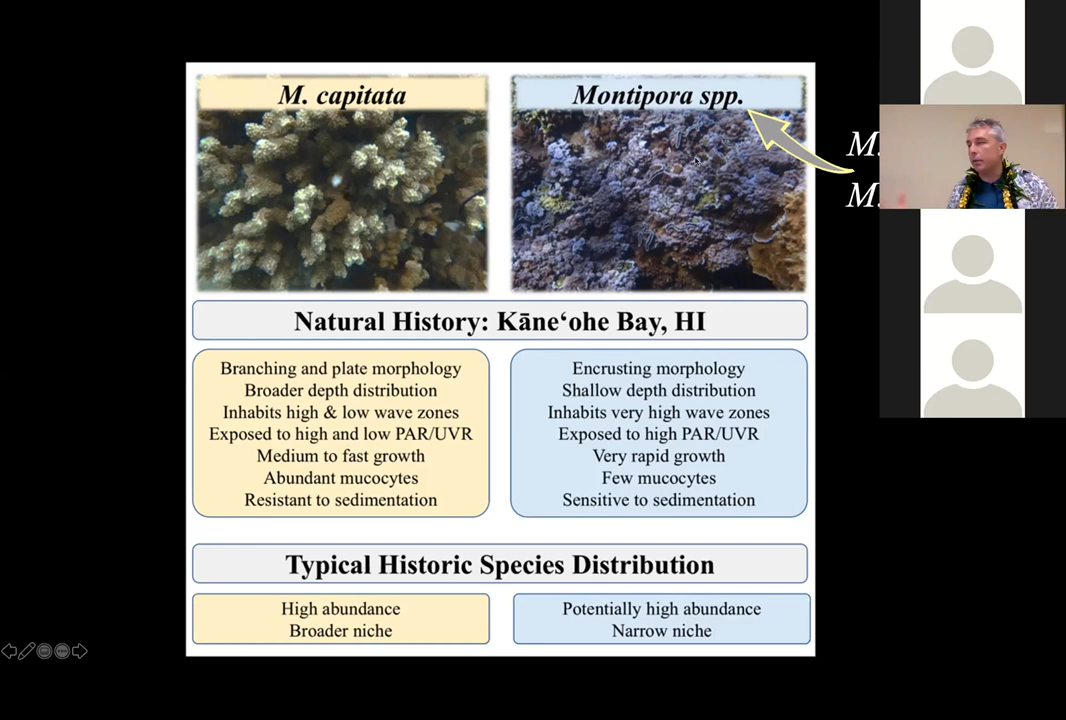 M. capitata
Montipora spp.
M.
M.
Natural History: Kāneʻohe Bay, HI
Branching and plate morphology
Broader depth distribution
Inhabits high & low wave zones
Exposed to high and low PAR/UVR
Medium to fast growth
Abundant mucocytes
Resistant to sedimentation
Encrusting morphology
Shallow depth distribution
Inhabits very high wave zones
Exposed to high PAR/UVR
Very rapid growth
Few mucocytes
Sensitive to sedimentation
Typical Historic Species Distribution
High abundance
Broader niche
Potentially high abundance
Narrow niche